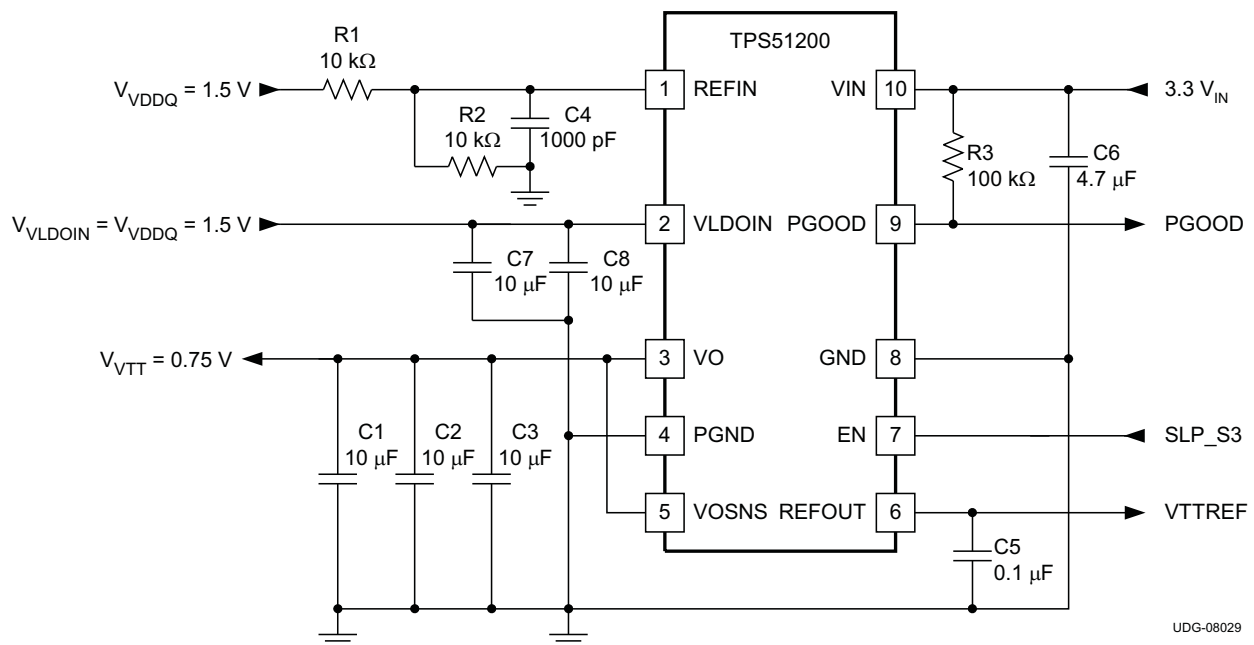 TPS51200
R1
10 kΩ
V_VDDQ = 1.5 V
1 REFIN
VIN 10
3.3 V_IN
R2
10 kΩ
C4
1000 pF
R3
100 kΩ
C6
4.7 µF
V_VLDOIN = V_VDDQ = 1.5 V
2 VLDOIN
PGOOD 9
PGOOD
C7
10 µF
C8
10 µF
V_VTT = 0.75 V
3 VO
GND 8
C1
10 µF
C2
10 µF
C3
10 µF
4 PGND
EN 7
SLP_S3
5 VOSNS
REFOUT 6
VTTREF
C5
0.1 µF
UDG-08029